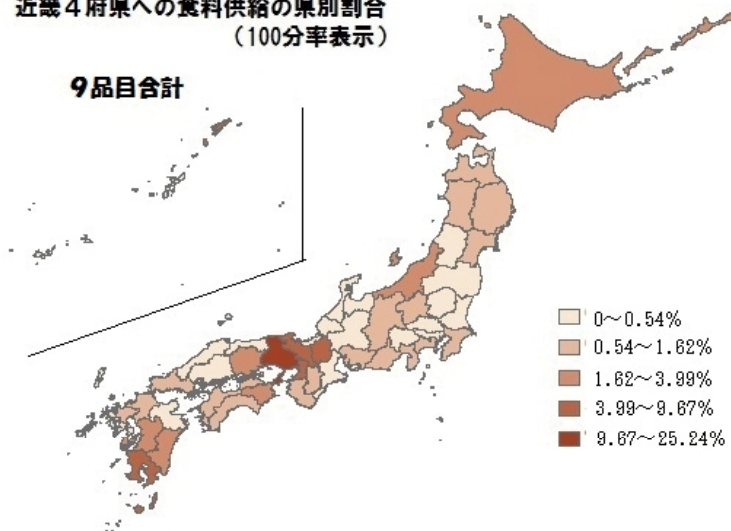 近畿４府県への食料供給の県別割合
（100分率表示）
９品目合計
0～0.54%
0.54～1.62%
1.62～3.99%
3.99～9.67%
9.67～25.24%